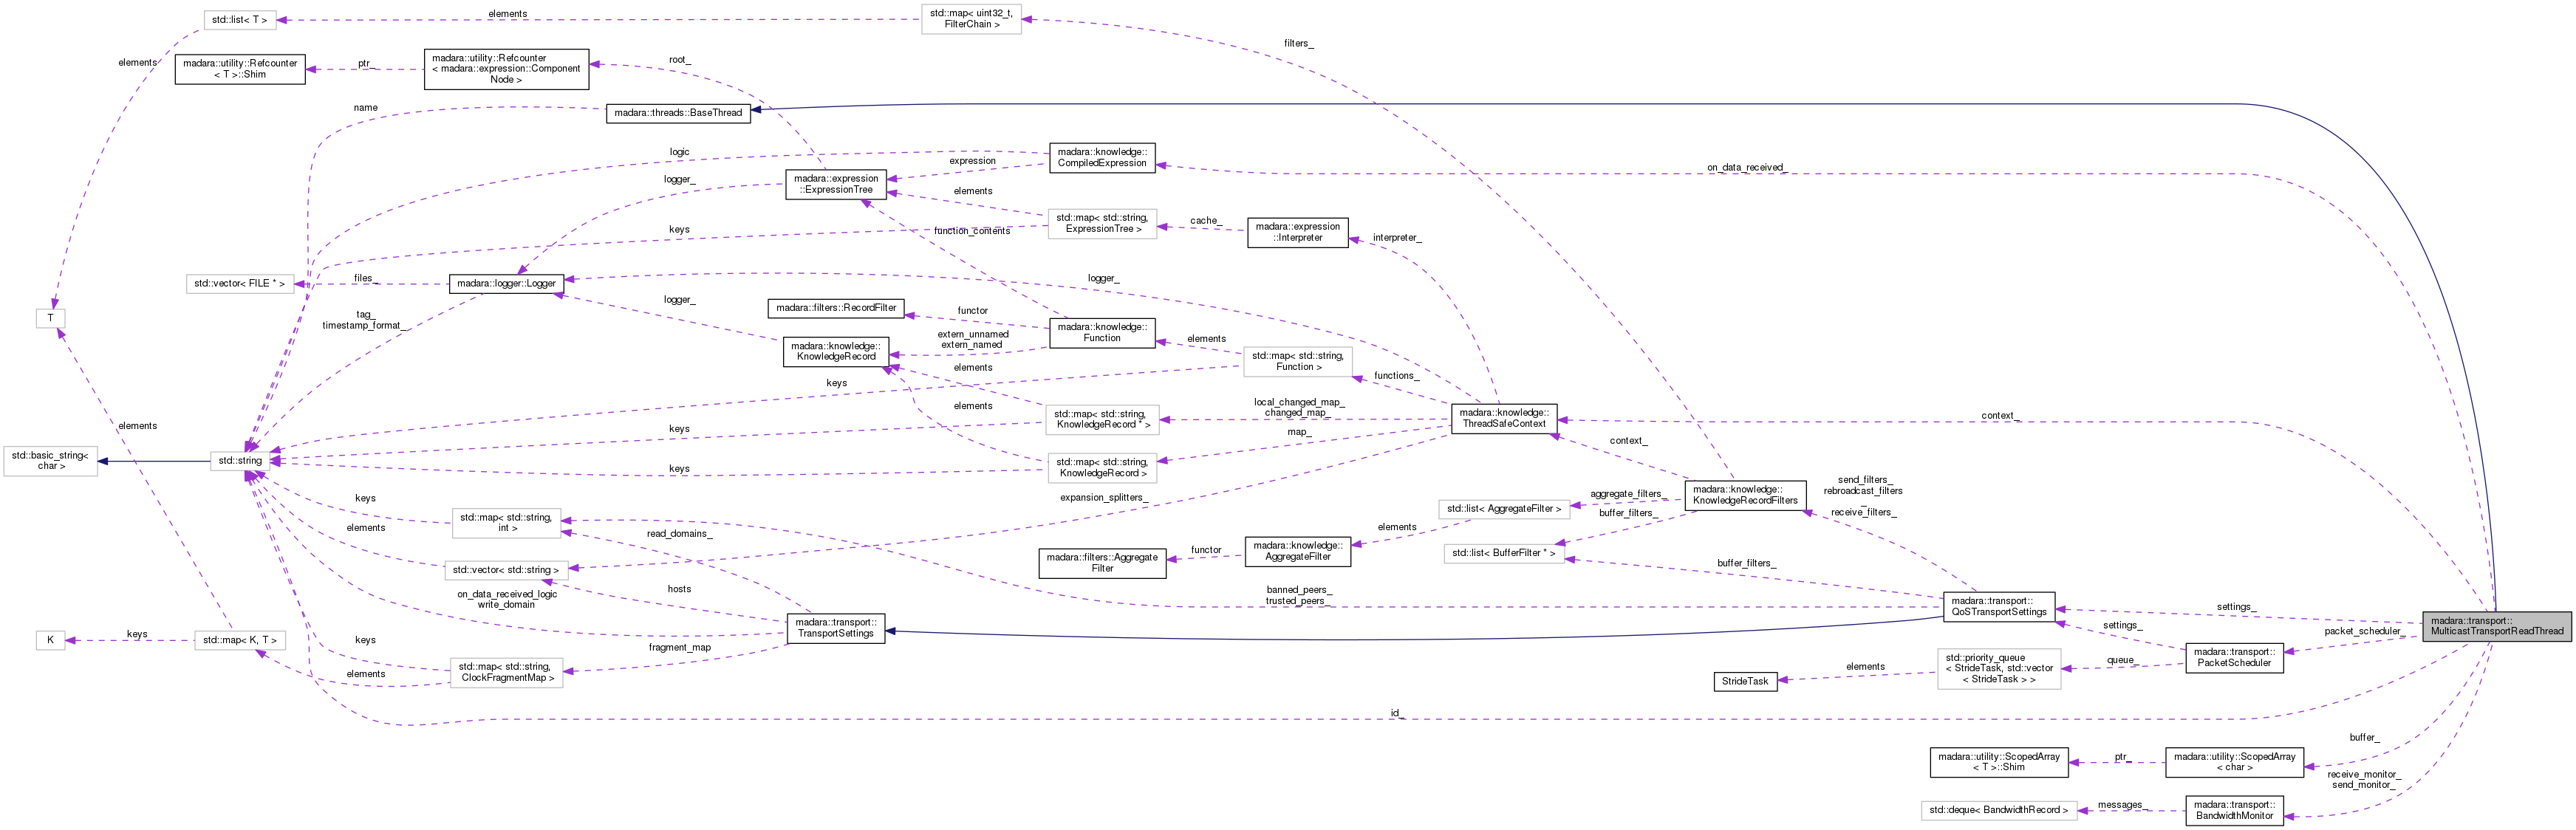 std::list< T >
elements
std::map< uint32_t,
FilterChain >
filters_
elements
madara::utility::Refcounter
< T >::Shim
ptr_
madara::utility::Refcounter
< madara::expression::Component
Node >
root_
name
madara::threads::BaseThread
logic
madara::knowledge::
CompiledExpression
on_data_received_
expression
logger_
madara::expression
::ExpressionTree
elements
std::map< std::string,
ExpressionTree >
cache_
madara::expression
::Interpreter
interpreter_
keys
function_contents
std::vector< FILE * >
files_
madara::logger::Logger
logger_
logger_
madara::filters::RecordFilter
functor
madara::knowledge::
Function
tag_
timestamp_format_
T
extern_unnamed
extern_named
madara::knowledge::
KnowledgeRecord
elements
std::map< std::string,
Function >
functions_
elements
keys
elements
local_changed_map_
changed_map_
std::map< std::string,
KnowledgeRecord * >
madara::knowledge::
ThreadSafeContext
context_
elements
keys
map_
context_
std::basic_string<
char >
std::string
keys
std::map< std::string,
KnowledgeRecord >
expansion_splitters_
aggregate_filters_
madara::knowledge::
KnowledgeRecordFilters
send_filters_
rebroadcast_filters
_
receive_filters_
keys
std::map< std::string,
int >
elements
read_domains_
std::list< AggregateFilter >
buffer_filters_
elements
std::vector< std::string >
madara::filters::Aggregate
Filter
functor
madara::knowledge::
AggregateFilter
std::list< BufferFilter * >
buffer_filters_
on_data_received_logic
write_domain
hosts
banned_peers_
trusted_peers_
madara::transport::
QoSTransportSettings
settings_
madara::transport::
TransportSettings
madara::transport::
MulticastTransportReadThread
settings_
packet_scheduler_
K
keys
std::map< K, T >
keys
fragment_map
elements
std::map< std::string,
ClockFragmentMap >
StrideTask
elements
std::priority_queue
< StrideTask, std::vector
< StrideTask > >
queue_
madara::transport::
PacketScheduler
id_
buffer_
madara::utility::ScopedArray
< T >::Shim
ptr_
madara::utility::ScopedArray
< char >
receive_monitor_
send_monitor_
std::deque< BandwidthRecord >
messages_
madara::transport::
BandwidthMonitor